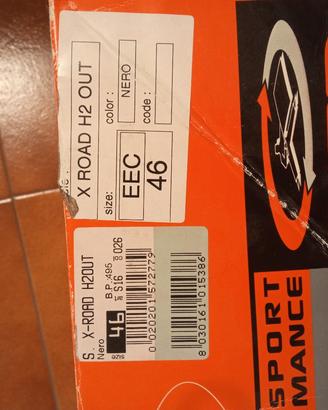 X ROAD H2 OUT
color :
NERO
code :
size:
EEC
46
S. X-ROAD H2OUT
Nero
B.P.:495
S16
026
SIZE
46
0 020201 572779
8 030161 015386
SPORT
MANCE